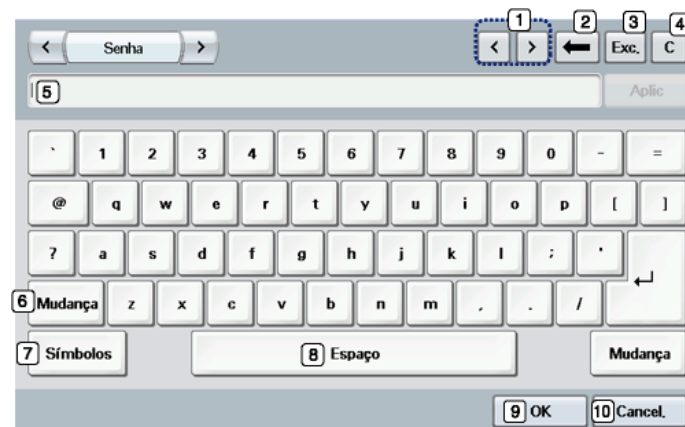 1 2 3 4
< Senha > < > ← Exc. C
5 Aplic
` 1 2 3 4 5 6 7 8 9 0 - =
@ q w e r t y u i o p [ ]
? a s d f g h j k l ; '
6 Mudança z x c v b n m , . / ↵
7 Símbolos 8 Espaço Mudança
9 OK 10 Cancel.